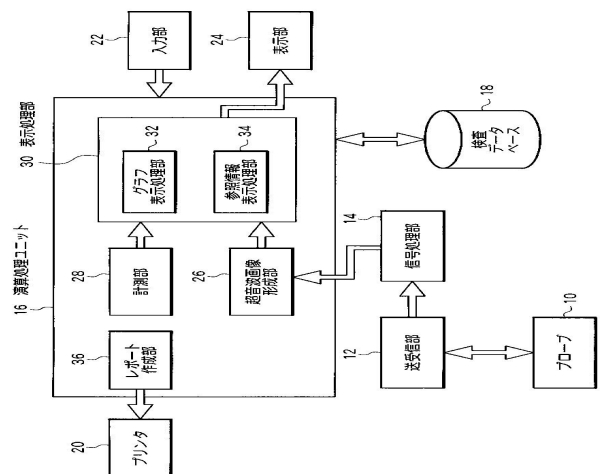 16 演算処理ユニット
30 表示処理部
22
入力部
24
表示部
32
グラフ
表示処理部
34
参照情報
表示処理部
28
計測部
26
超音波画像
形成部
36
レポート
作成部
20
プリンタ
18
検査
データ
ベース
14
信号処理部
12
送受信部
10
プローブ